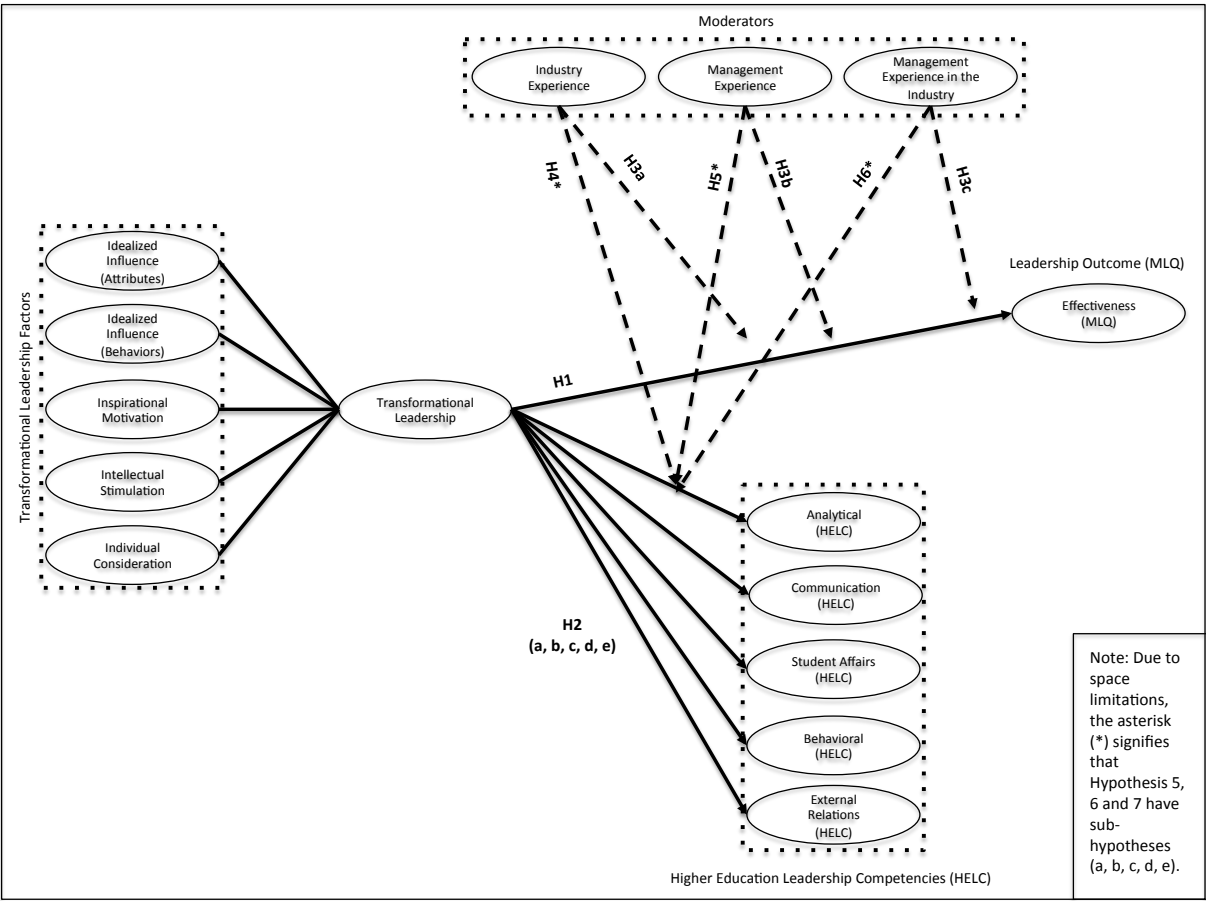 Moderators
Industry
Experience
Management
Experience
Management
Experience in the
Industry
H4*
H3a
H5*
H3b
H6*
H3c
Transformational Leadership Factors
Idealized
Influence
(Attributes)
Idealized
Influence
(Behaviors)
Inspirational
Motivation
Intellectual
Stimulation
Individual
Consideration
Transformational
Leadership
H1
Leadership Outcome (MLQ)
Effectiveness
(MLQ)
H2
(a, b, c, d, e)
Analytical
(HELC)
Communication
(HELC)
Student Affairs
(HELC)
Behavioral
(HELC)
External
Relations
(HELC)
Higher Education Leadership Competencies (HELC)
Note: Due to
space
limitations,
the asterisk
(*) signifies
that
Hypothesis 5,
6 and 7 have
sub-
hypotheses
(a, b, c, d, e).